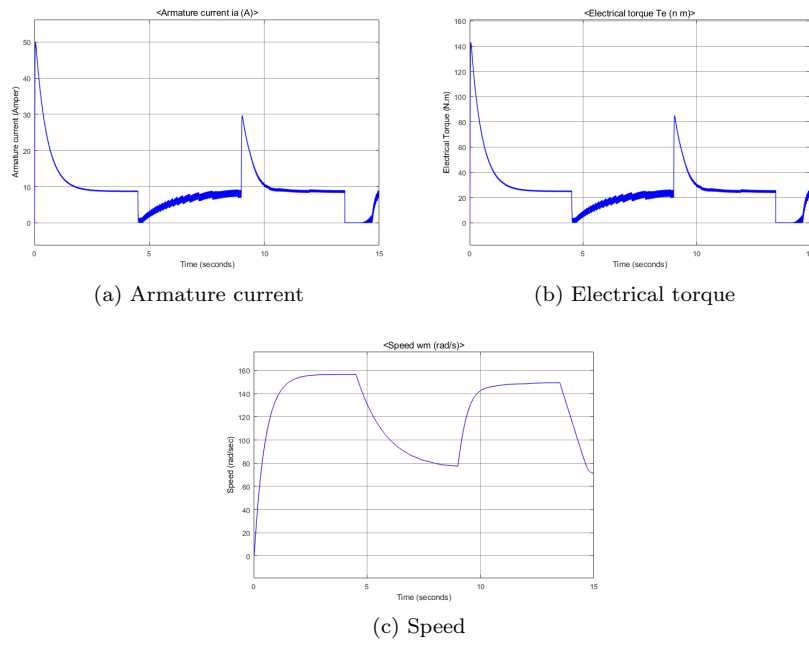 <Armature current ia (A)>
Armature current (Amper)
50
40
30
20
10
0
0
5
10
15
Time (seconds)
(a) Armature current
<Electrical torque Te (n m)>
Electrical Torque (N.m)
160
140
120
100
80
60
40
20
0
0
5
10
Time (seconds)
(b) Electrical torque
<Speed wm (rad/s)>
Speed (rad/sec)
160
140
120
100
80
60
40
20
0
0
5
10
15
Time (seconds)
(c) Speed